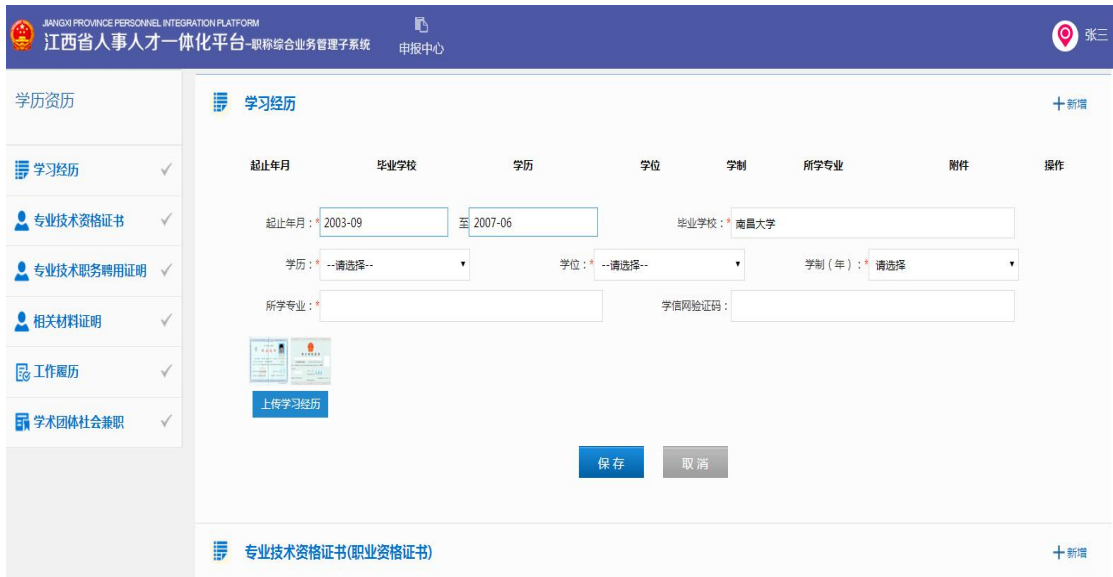 JIANGXI PROVINCE PERSONNEL INTEGRATION PLATFORM
江西省人事人才一体化平台-职称综合业务管理子系统
申报中心
张三
学历资历
学习经历
专业技术资格证书
专业技术职务聘用证明
相关材料证明
工作履历
学术团体社会兼职
学习经历
新增
起止年月 毕业学校 学历 学位 学制 所学专业 附件 操作
起止年月：* 2003-09 至 2007-06 毕业学校：* 南昌大学
学历：* --请选择-- 学位：* --请选择-- 学制（年）：* 请选择
所学专业：* 学信网验证码：
上传学习经历
保存 取消
专业技术资格证书(职业资格证书)
新增